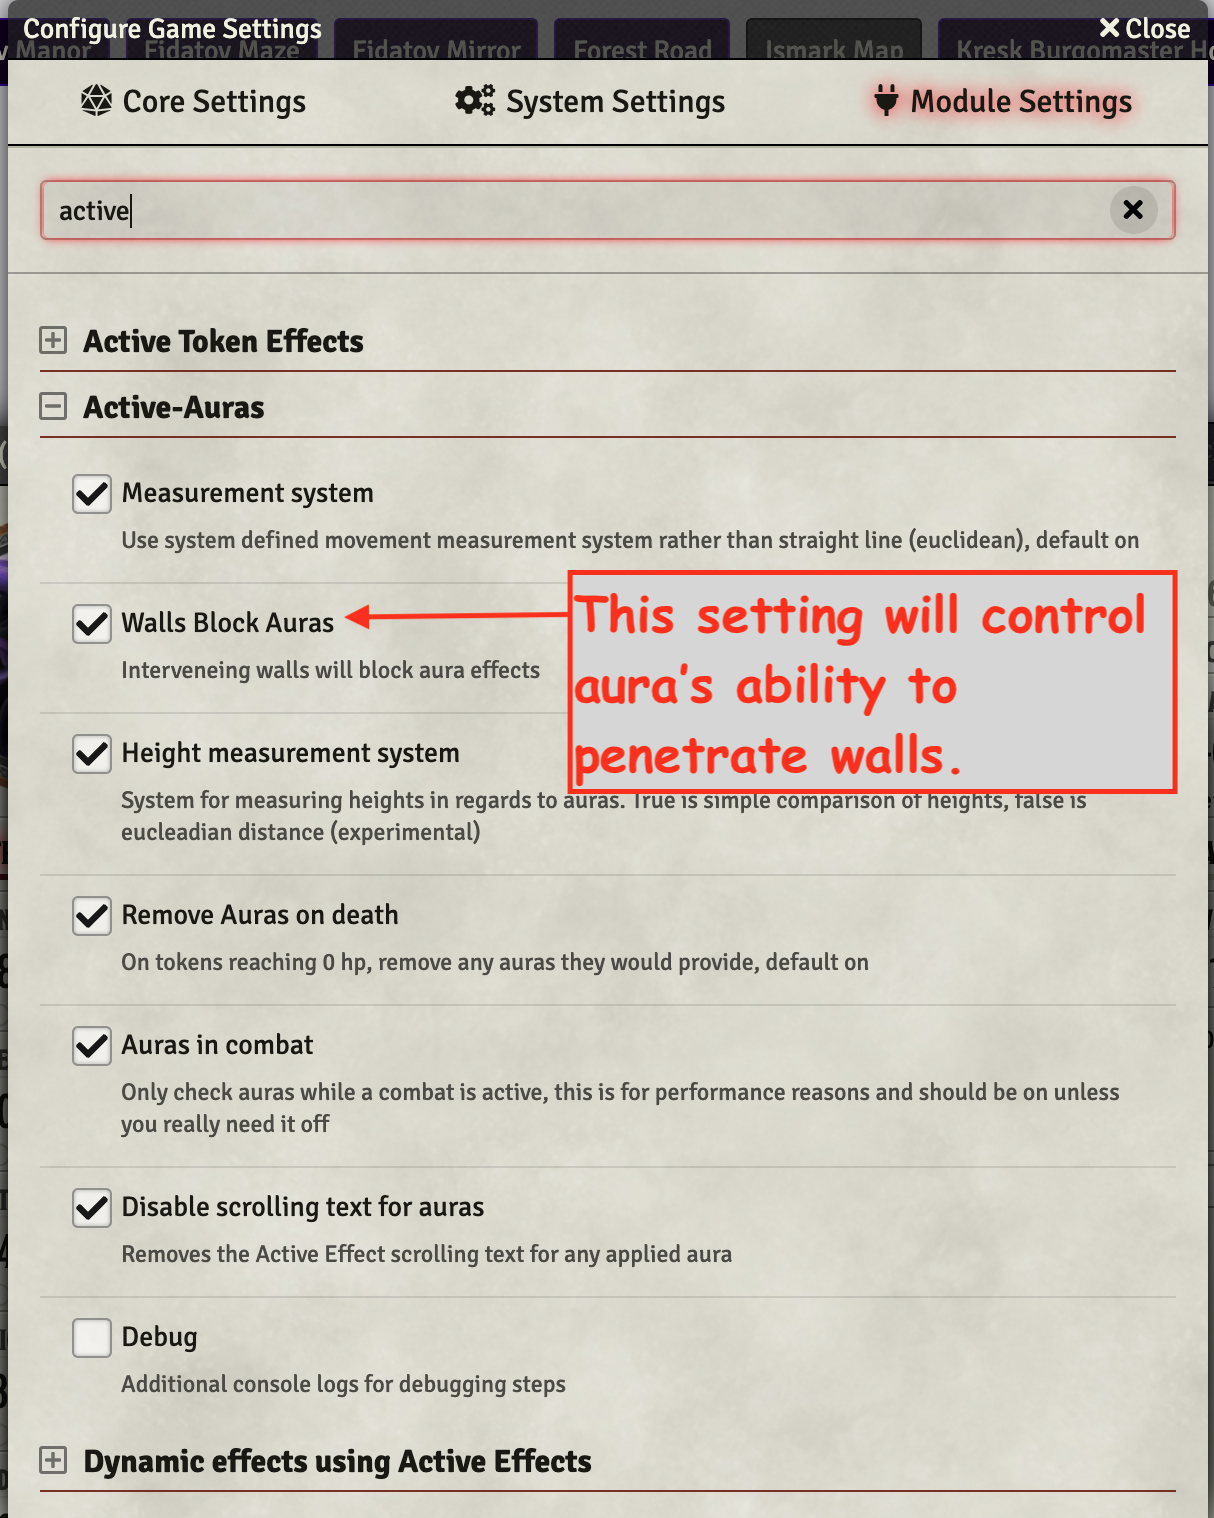 Configure Game Settings
Close
Manor
Fidatov Maze
Fidatov Mirror
Forest Road
Ismark Map
Kresk Burgomaster
Core Settings
System Settings
Module Settings
active
Active Token Effects
Active-Auras
Measurement system
Use system defined movement measurement system rather than straight line (euclidean), default on
Walls Block Auras
Interveneing walls will block aura effects
This setting will control
aura's ability to
penetrate walls.
Height measurement system
System for measuring heights in regards to auras. True is simple comparison of heights, false is
eucleadian distance (experimental)
Remove Auras on death
On tokens reaching 0 hp, remove any auras they would provide, default on
Auras in combat
Only check auras while a combat is active, this is for performance reasons and should be on unless
you really need it off
Disable scrolling text for auras
Removes the Active Effect scrolling text for any applied aura
Debug
Additional console logs for debugging steps
Dynamic effects using Active Effects